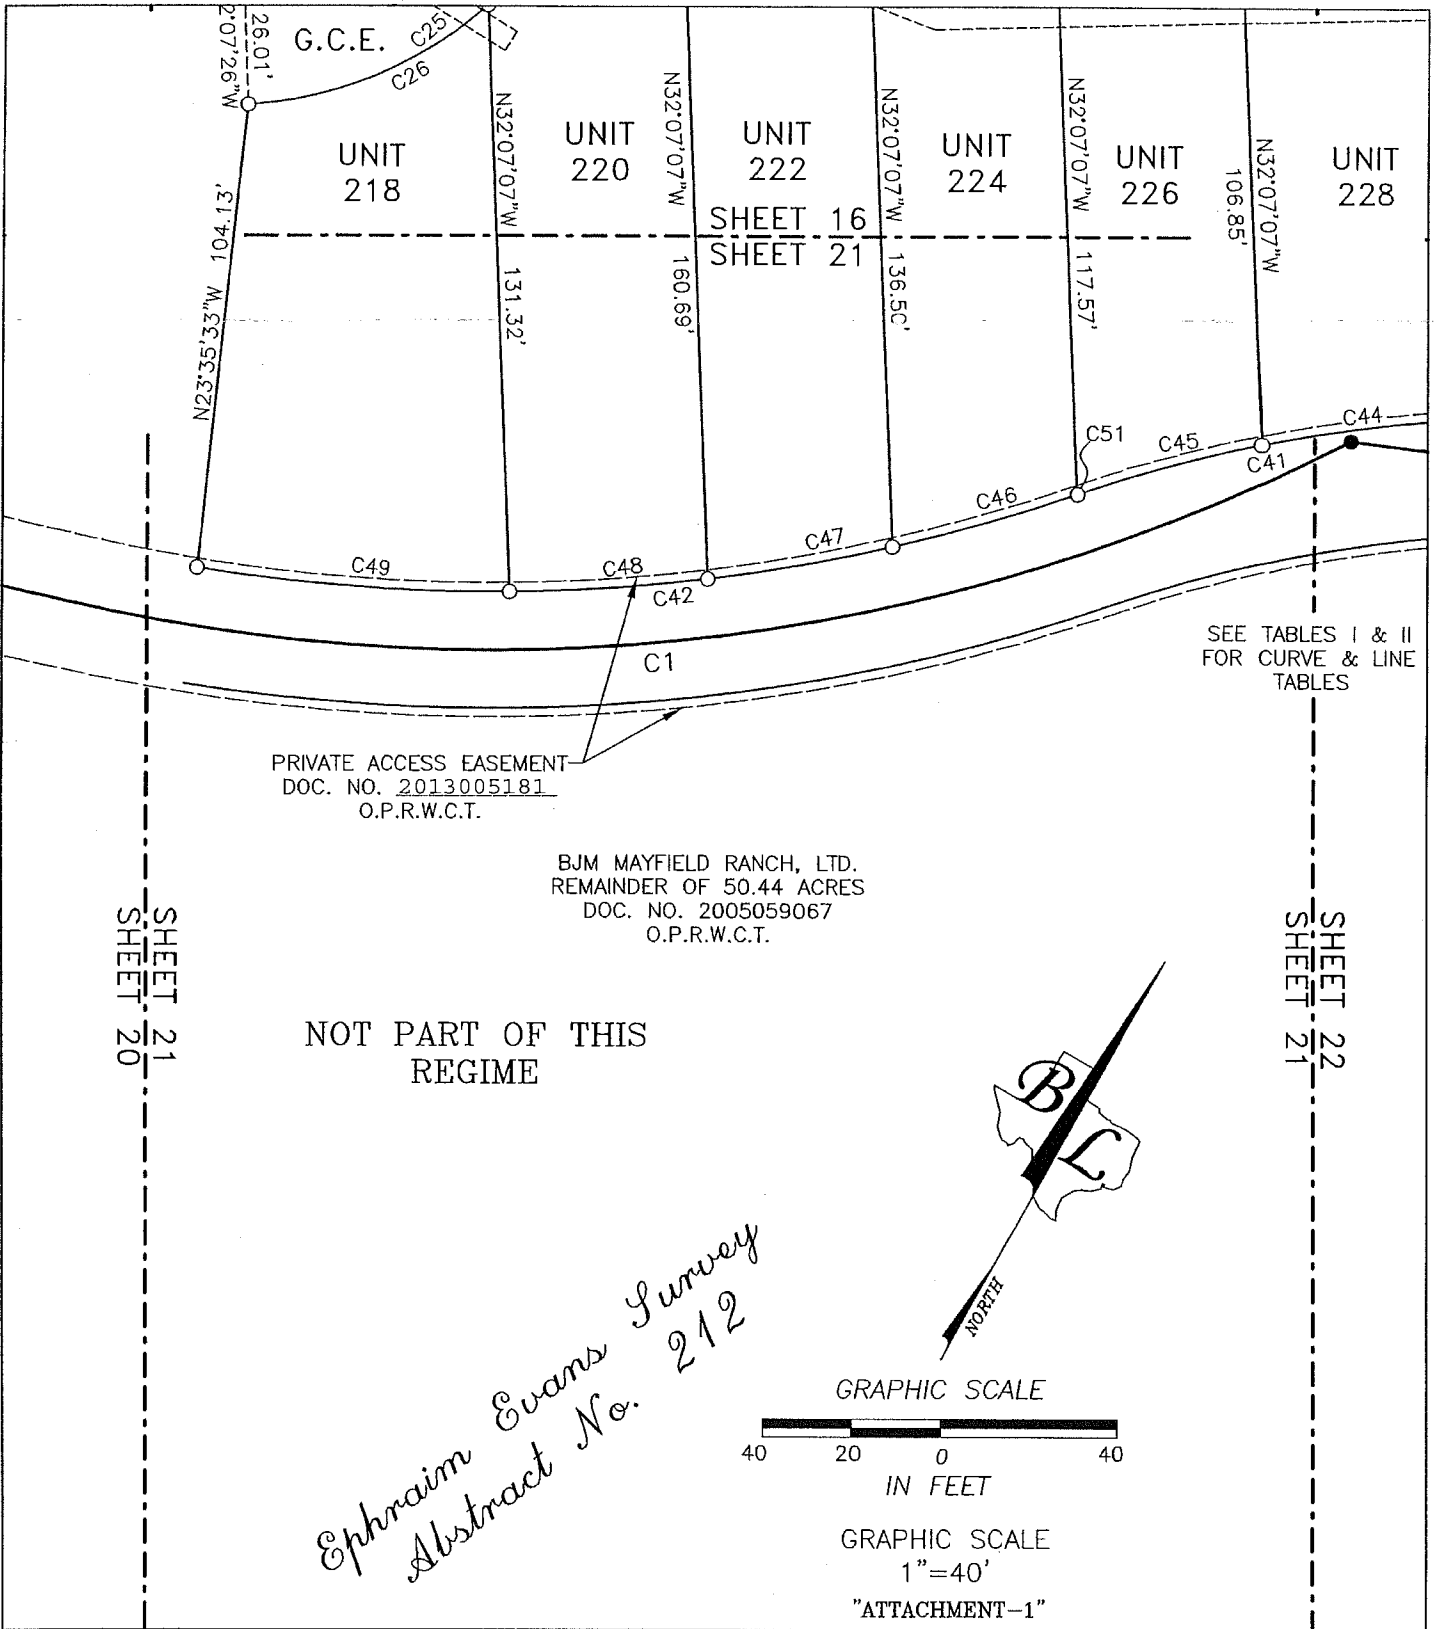 26.01'
2°07'26"W
G.C.E.
C25
C26
UNIT
218
N32°07'07"W
131.32'
UNIT
220
N32°07'07"W
160.69'
UNIT
222
N32°07'07"W
136.50'
UNIT
224
N32°07'07"W
117.57'
UNIT
226
N32°07'07"W
106.85'
UNIT
228
SHEET 16
SHEET 21
N23°35'33"W 104.13'
C44
C51
C45
C41
C46
C47
C49
C48
C42
C1
SEE TABLES I & II
FOR CURVE & LINE
TABLES
PRIVATE ACCESS EASEMENT
DOC. NO. 2013005181
O.P.R.W.C.T.
BJM MAYFIELD RANCH, LTD.
REMAINDER OF 50.44 ACRES
DOC. NO. 2005059067
O.P.R.W.C.T.
SHEET 21
SHEET 20
SHEET 22
SHEET 21
NOT PART OF THIS
REGIME
B
L
NORTH
Ephraim Evans Survey
Abstract No. 212
GRAPHIC SCALE
40 20 0 40
IN FEET
GRAPHIC SCALE
1"=40'
"ATTACHMENT-1"